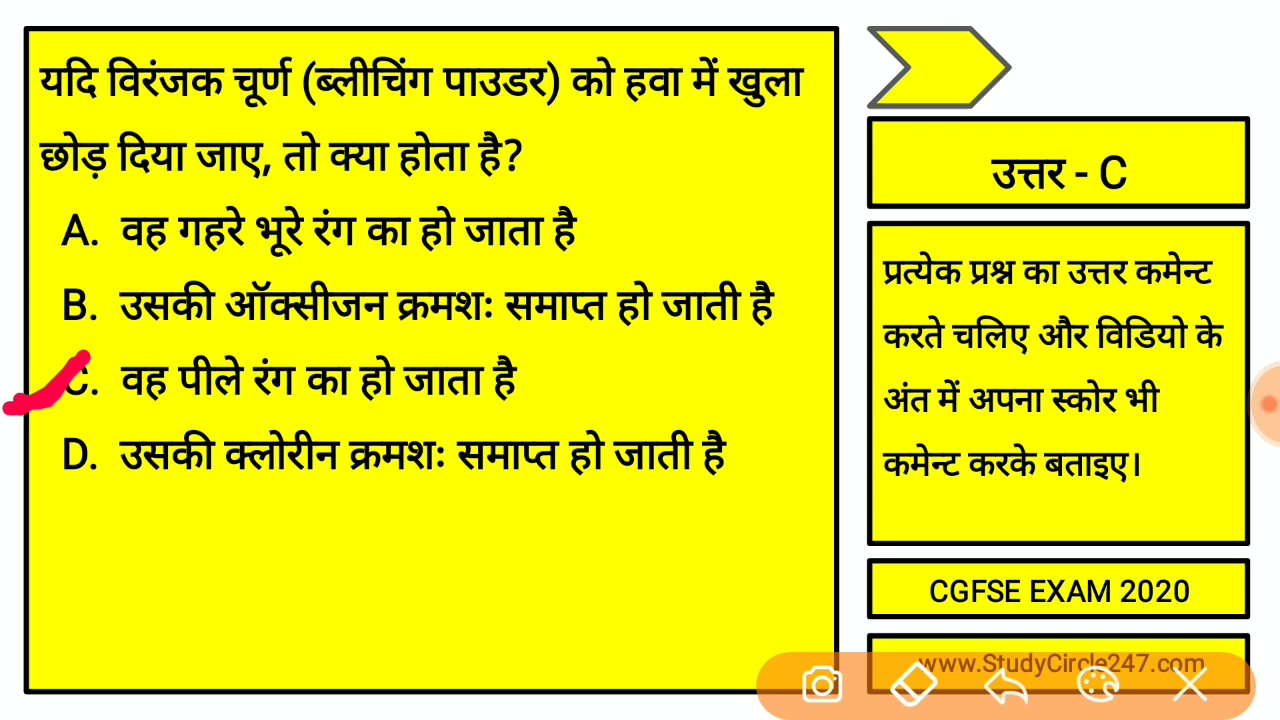 यदि विरंजक चूर्ण (ब्लीचिंग पाउडर) को हवा में खुला
छोड़ दिया जाए, तो क्या होता है?
A. वह गहरे भूरे रंग का हो जाता है
B. उसकी ऑक्सीजन क्रमशः समाप्त हो जाती है
C. वह पीले रंग का हो जाता है
D. उसकी क्लोरीन क्रमशः समाप्त हो जाती है
उत्तर - C
प्रत्येक प्रश्न का उत्तर कमेन्ट
करते चलिए और विडियो के
अंत में अपना स्कोर भी
कमेन्ट करके बताइए।
CGFSE EXAM 2020
www.StudyCircle247.com